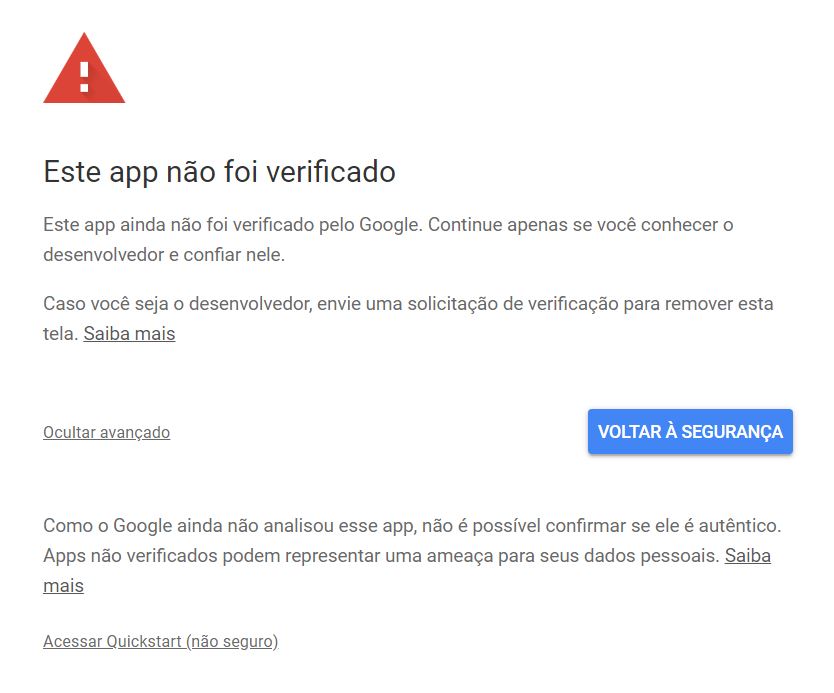 Este app não foi verificado
Este app ainda não foi verificado pelo Google. Continue apenas se você conhecer o
desenvolvedor e confiar nele.
Caso você seja o desenvolvedor, envie uma solicitação de verificação para remover esta
tela. Saiba mais
Ocultar avançado
VOLTAR À SEGURANÇA
Como o Google ainda não analisou esse app, não é possível confirmar se ele é autêntico.
Apps não verificados podem representar uma ameaça para seus dados pessoais. Saiba
mais
Acessar Quickstart (não seguro)